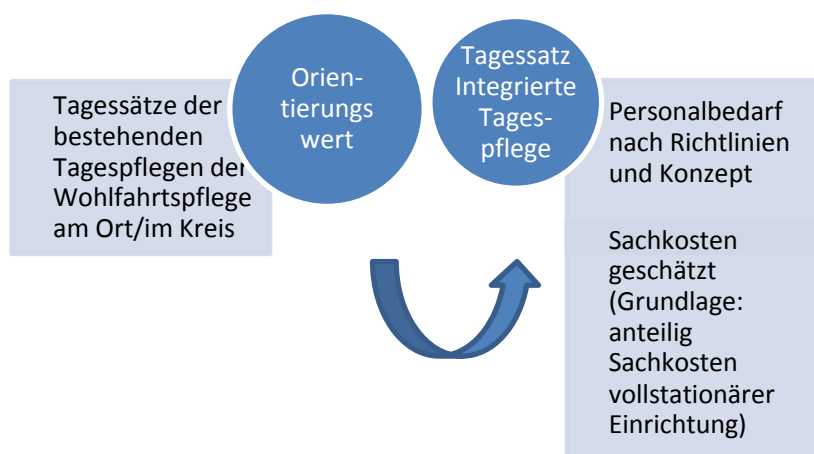 Tagessätze der
bestehenden
Tagespflegen der
Wohlfahrtspflege
am Ort/im Kreis
Orien-
tierungs
wert
Tagessatz
Integrierte
Tages-
pflege
Personalbedarf
nach Richtlinien
und Konzept
Sachkosten
geschätzt
(Grundlage:
anteilig
Sachkosten
vollstationärer
Einrichtung)